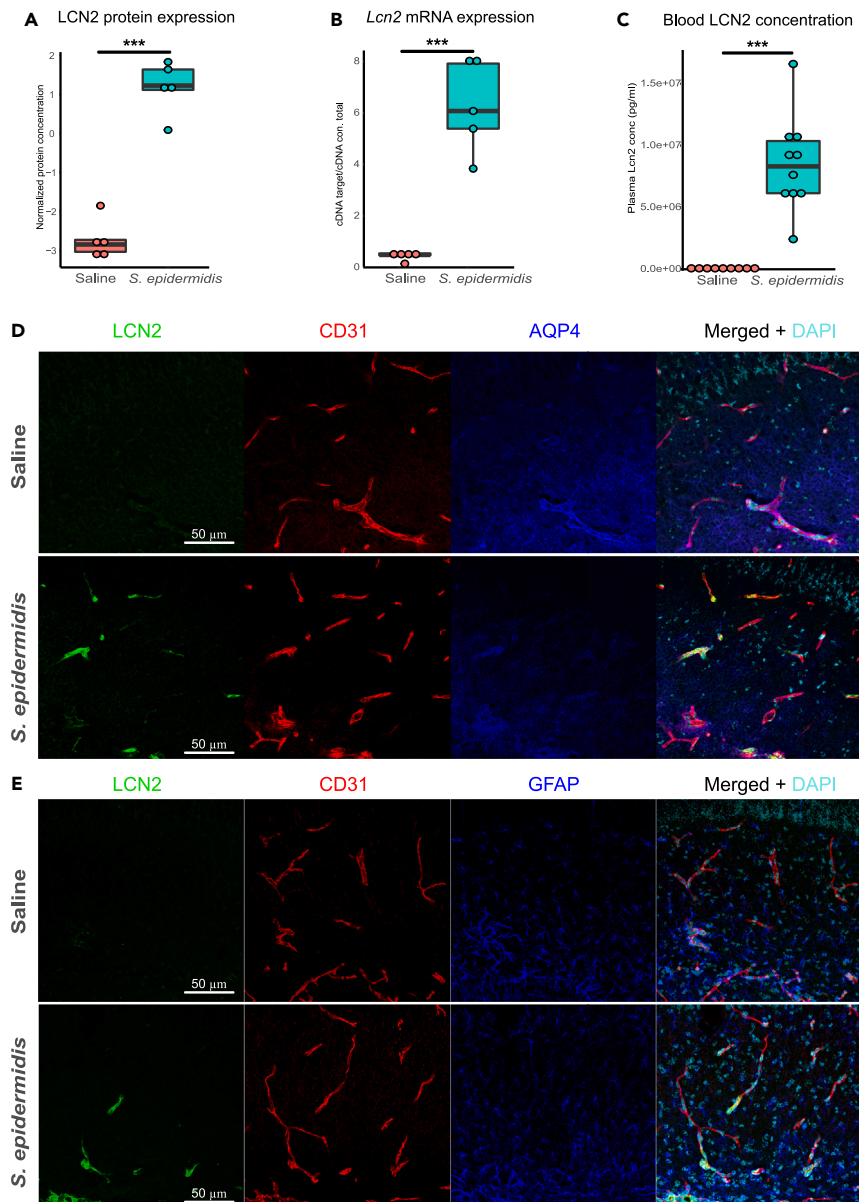 A LCN2 protein expression
***
Normalized protein concentration
2
1
0
−1
−2
−3
Saline S. epidermidis
B Lcn2 mRNA expression
***
cDNA target/cDNA con. total
8
6
4
2
0
Saline S. epidermidis
C Blood LCN2 concentration
***
Plasma Lcn2 conc (pg/ml)
1.5e+07
1.0e+07
5.0e+06
0.0e+00
Saline S. epidermidis
D LCN2 CD31 AQP4 Merged + DAPI
Saline
50 µm
S. epidermidis
50 µm
E LCN2 CD31 GFAP Merged + DAPI
Saline
50 µm
S. epidermidis
50 µm